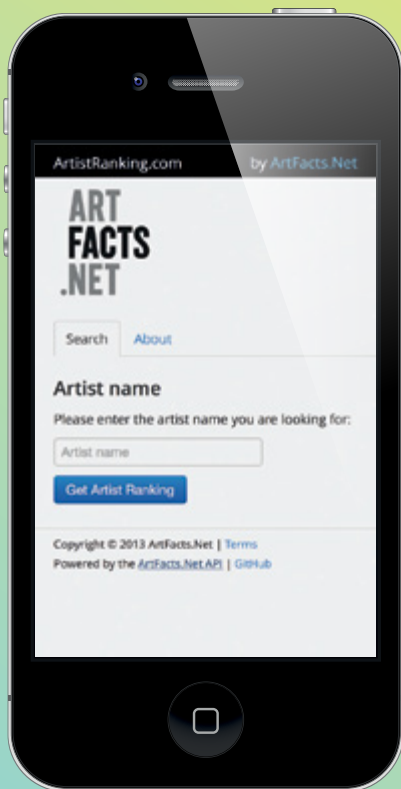 ArtistRanking.com by ArtFacts.Net
ART
FACTS
.NET
Search About
Artist name
Please enter the artist name you are looking for:
Artist name
Get Artist Ranking
Copyright © 2013 ArtFacts.Net | Terms
Powered by the ArtFacts.Net API | GitHub